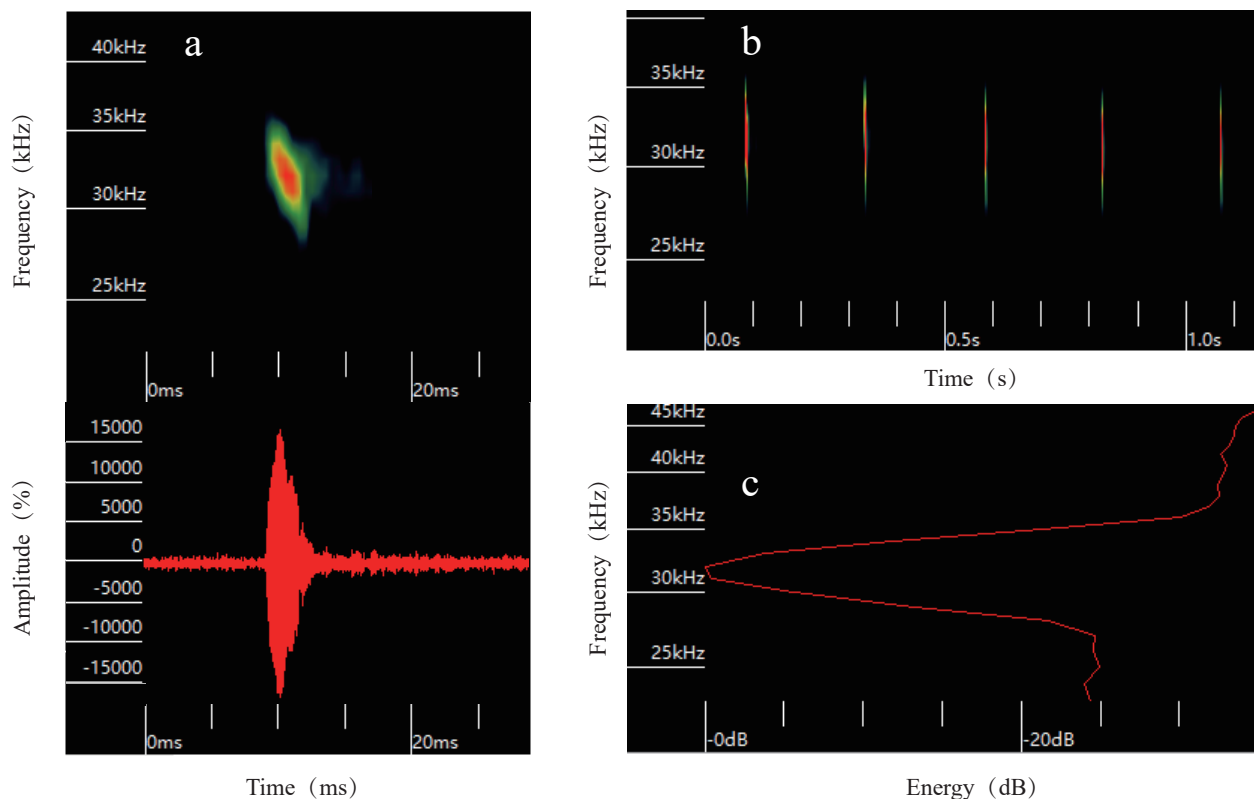 a
Frequency（kHz）
40kHz
35kHz
30kHz
25kHz
0ms
20ms
Amplitude（%）
15000
10000
5000
0
-5000
-10000
-15000
0ms
20ms
Time（ms）
b
Frequency（kHz）
35kHz
30kHz
25kHz
0.0s
0.5s
1.0s
Time（s）
c
Frequency（kHz）
45kHz
40kHz
35kHz
30kHz
25kHz
-0dB
-20dB
Energy（dB）